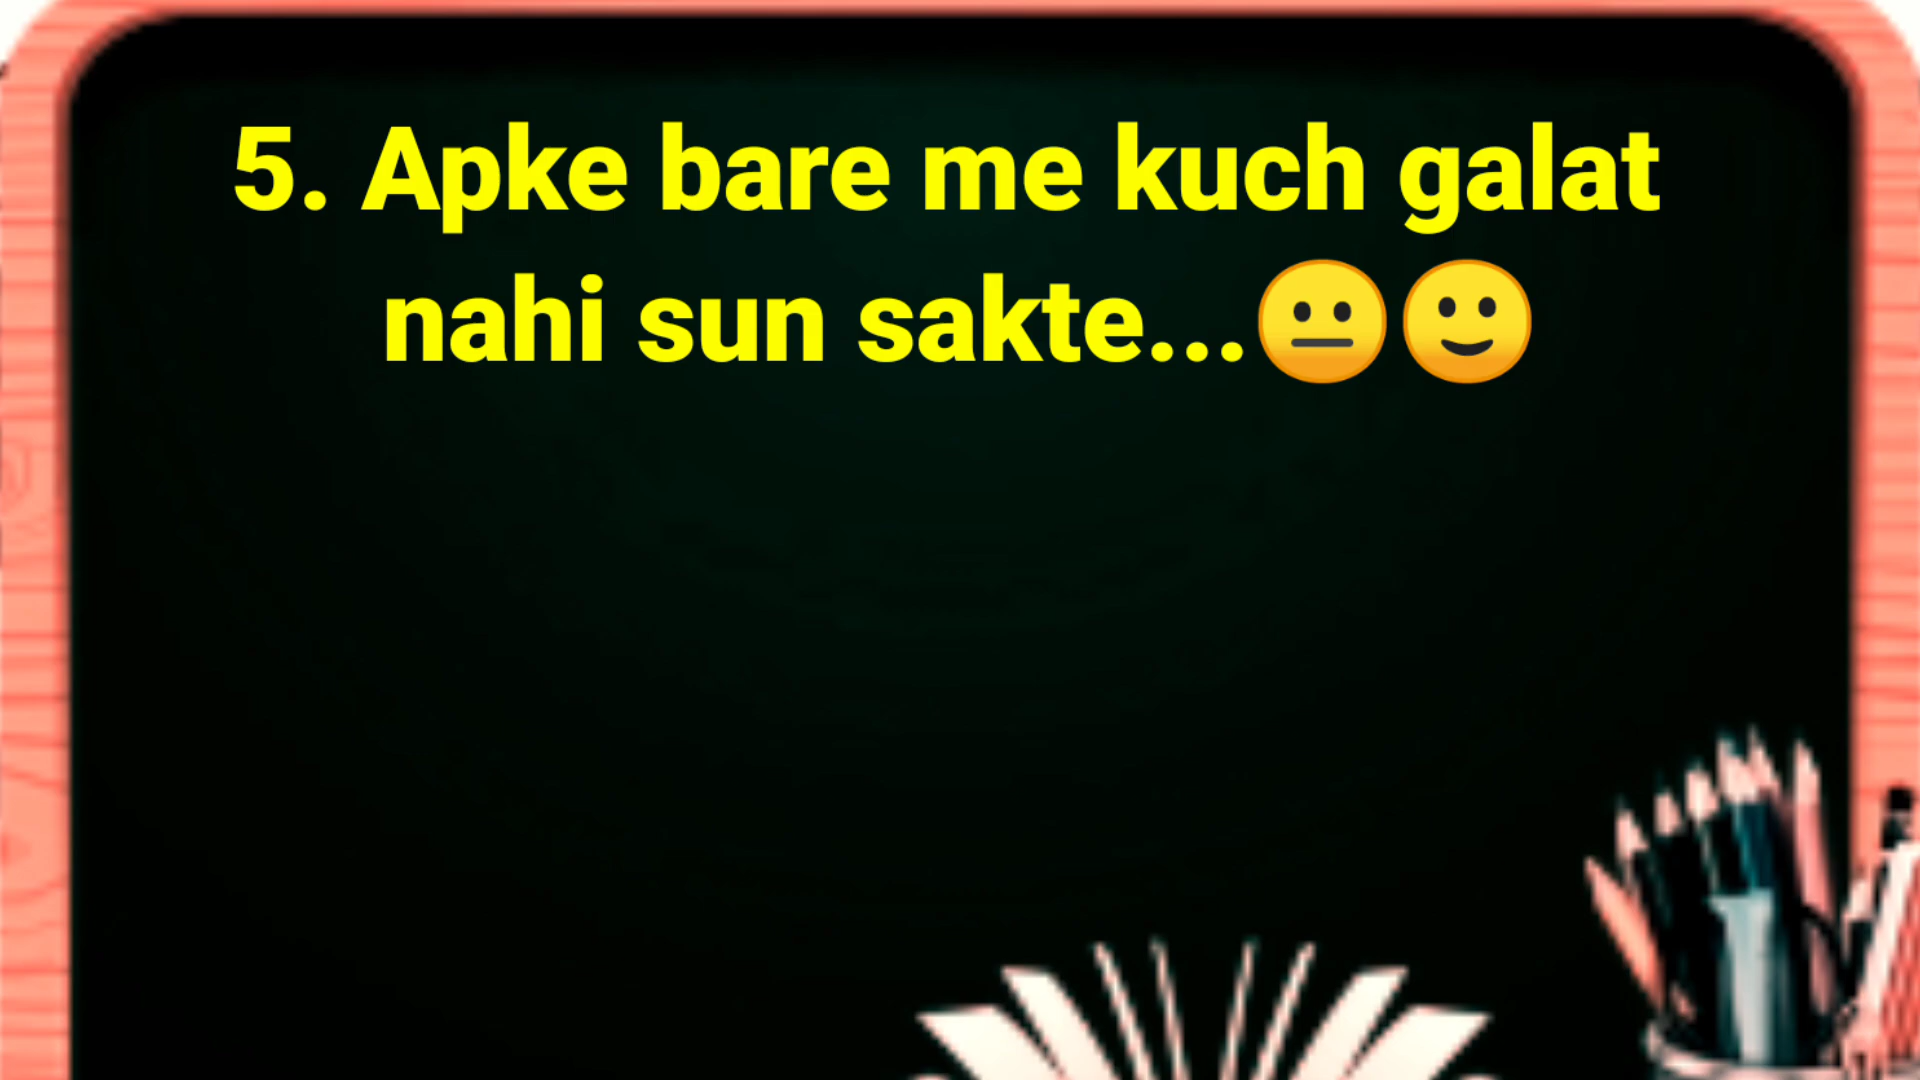 5. Apke bare me kuch galat
nahi sun sakte...😐🙂